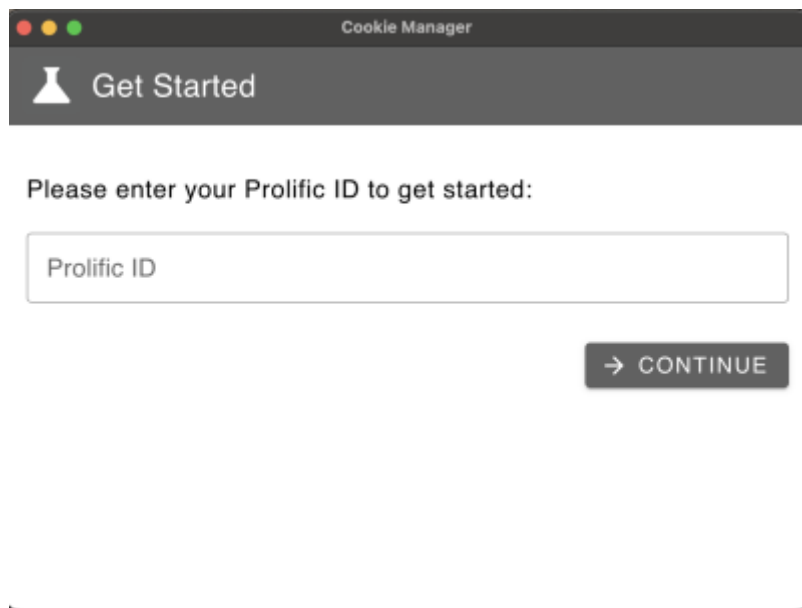 Cookie Manager
Get Started
Please enter your Prolific ID to get started:
Prolific ID
→ CONTINUE